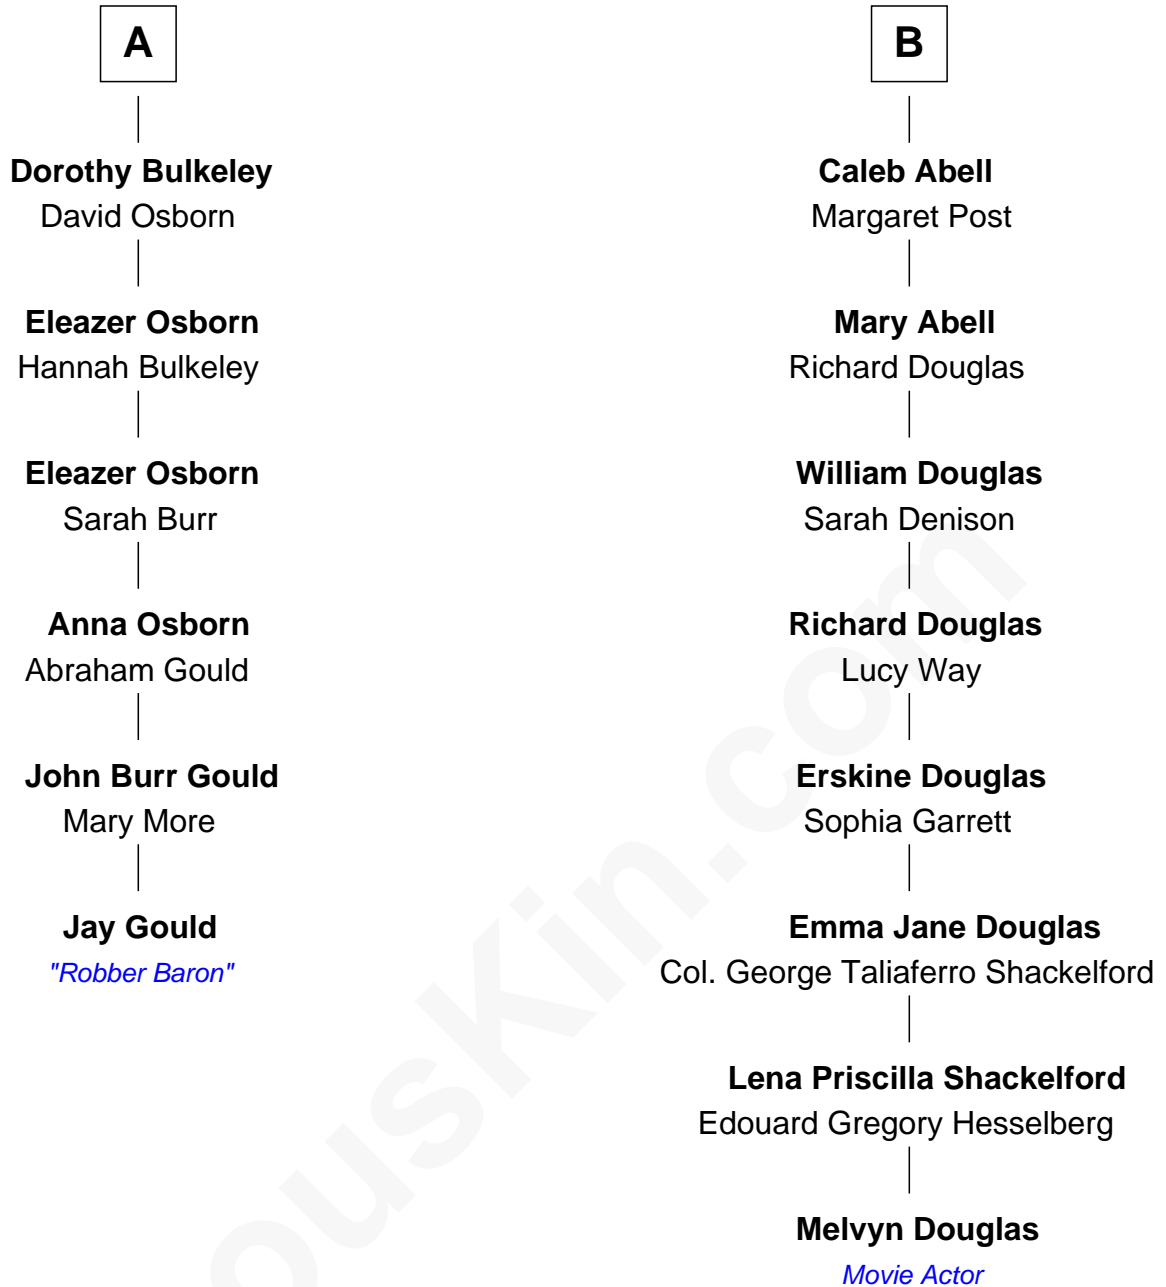 A
Dorothy Bulkeley
David Osborn
Eleazer Osborn
Hannah Bulkeley
Eleazer Osborn
Sarah Burr
Anna Osborn
Abraham Gould
John Burr Gould
Mary More
Jay Gould
"Robber Baron"
B
Caleb Abell
Margaret Post
Mary Abell
Richard Douglas
William Douglas
Sarah Denison
Richard Douglas
Lucy Way
Erskine Douglas
Sophia Garrett
Emma Jane Douglas
Col. George Taliaferro Shackelford
Lena Priscilla Shackelford
Edouard Gregory Hesselberg
Melvyn Douglas
Movie Actor
ousKin.com